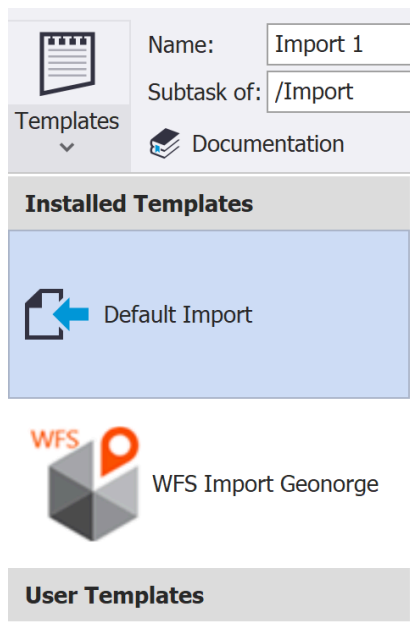 Name: Import 1
Subtask of: /Import
Templates
Documentation
Installed Templates
Default Import
WFS
WFS Import Geonorge
User Templates